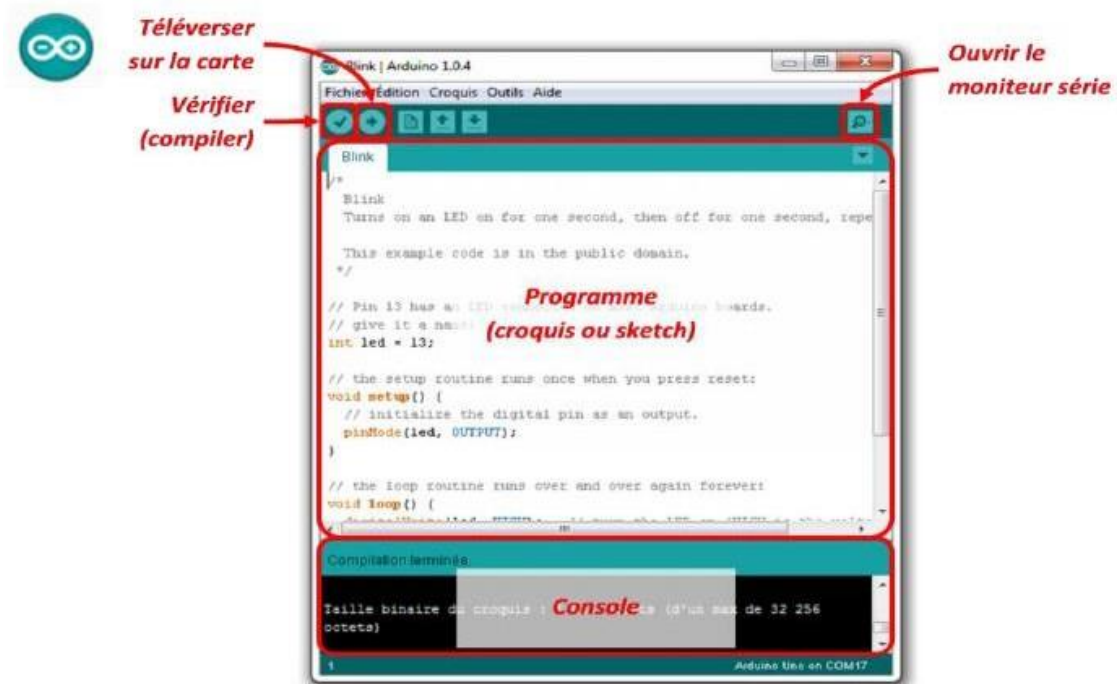 Téléverser
sur la carte
Vérifier
(compiler)
Ouvrir le
moniteur série
Blink | Arduino 1.0.4
Fichier Édition Croquis Outils Aide
Blink
/*
Blink
Turns on an LED on for one second, then off for one second, repe
This example code is in the public domain.
*/
// Pin 13 has an LED boards.
// give it a
int led = 13;
Programme
(croquis ou sketch)
// the setup routine runs once when you press reset:
void setup() {
// initialize the digital pin as an output.
pinMode(led, OUTPUT);
}
// the loop routine runs over and over again forever:
void loop() {
Compilation terminée.
Taille binaire du croquis : (d'un max de 32 256
octets)
Console
1
Arduino Uno on COM17